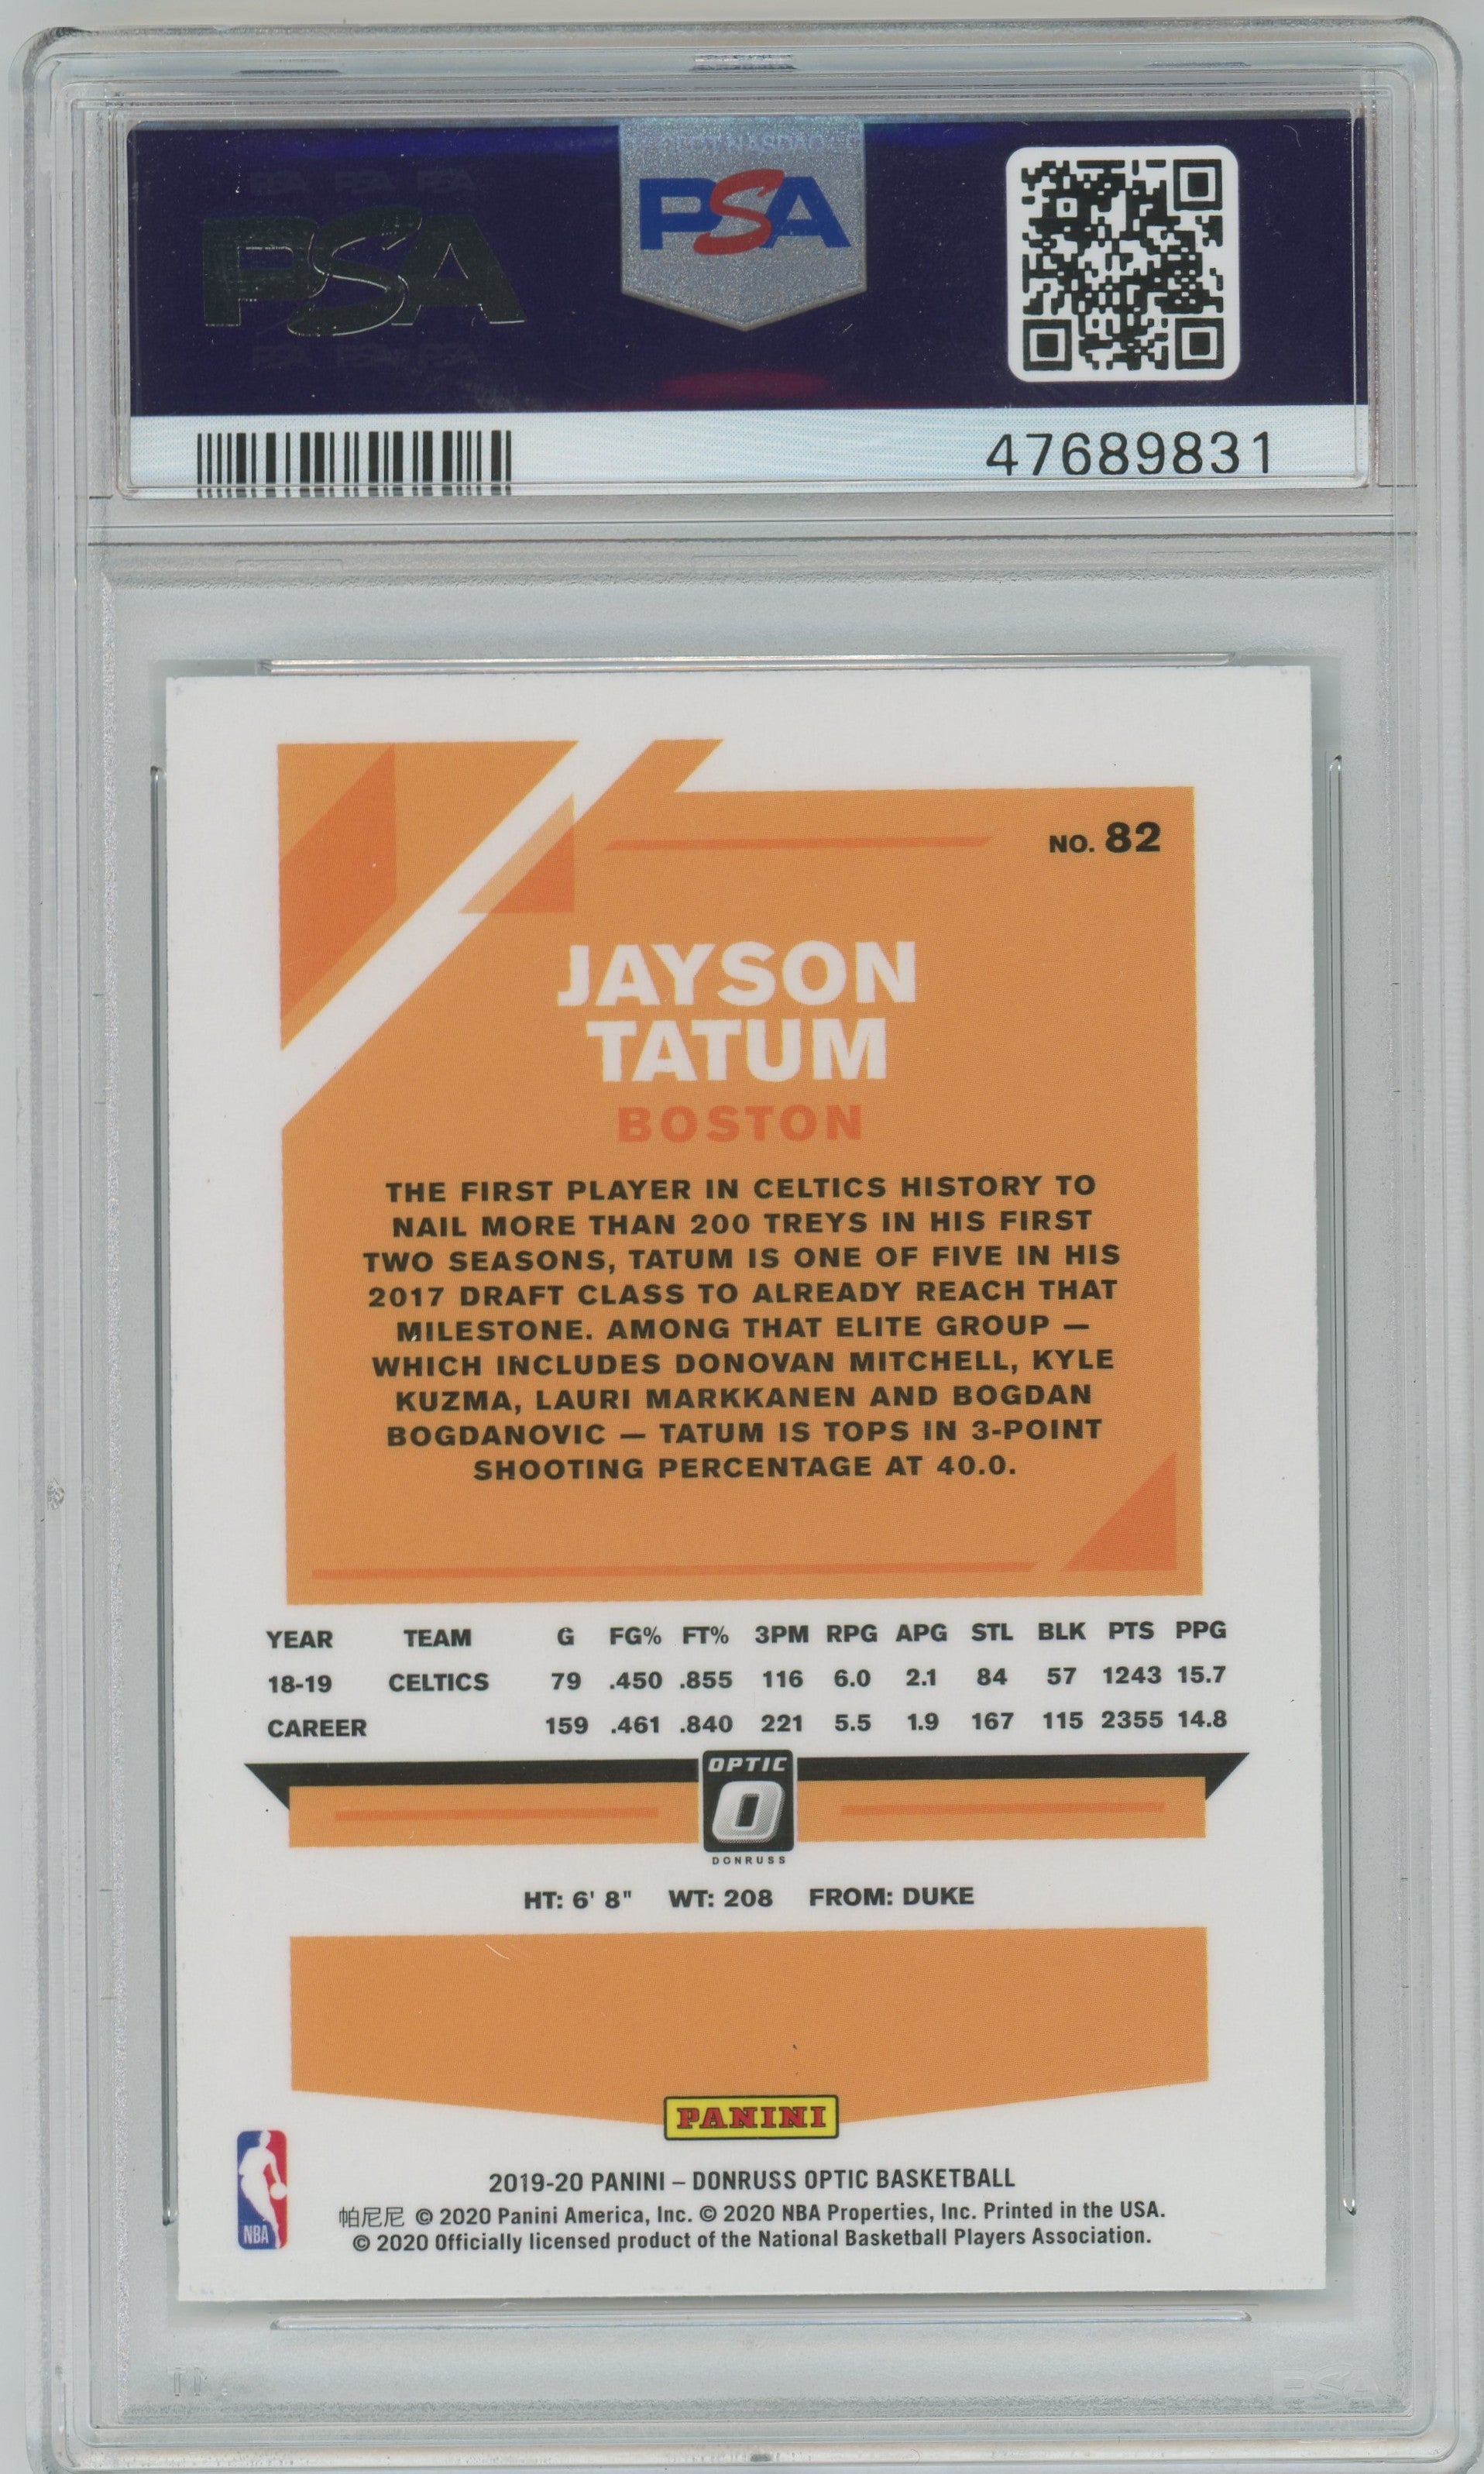 PSA
PSA
47689831
NO. 82
JAYSON
TATUM
BOSTON
THE FIRST PLAYER IN CELTICS HISTORY TO
NAIL MORE THAN 200 TREYS IN HIS FIRST
TWO SEASONS, TATUM IS ONE OF FIVE IN HIS
2017 DRAFT CLASS TO ALREADY REACH THAT
MILESTONE. AMONG THAT ELITE GROUP —
WHICH INCLUDES DONOVAN MITCHELL, KYLE
KUZMA, LAURI MARKKANEN AND BOGDAN
BOGDANOVIC — TATUM IS TOPS IN 3-POINT
SHOOTING PERCENTAGE AT 40.0.
YEAR TEAM G FG% FT% 3PM RPG APG STL BLK PTS PPG
18-19 CELTICS 79 .450 .855 116 6.0 2.1 84 57 1243 15.7
CAREER 159 .461 .840 221 5.5 1.9 167 115 2355 14.8
OPTIC
O
DONRUSS
HT: 6' 8" WT: 208 FROM: DUKE
PANINI
NBA
2019-20 PANINI – DONRUSS OPTIC BASKETBALL
帕尼尼 © 2020 Panini America, Inc. © 2020 NBA Properties, Inc. Printed in the USA.
© 2020 Officially licensed product of the National Basketball Players Association.
PSA